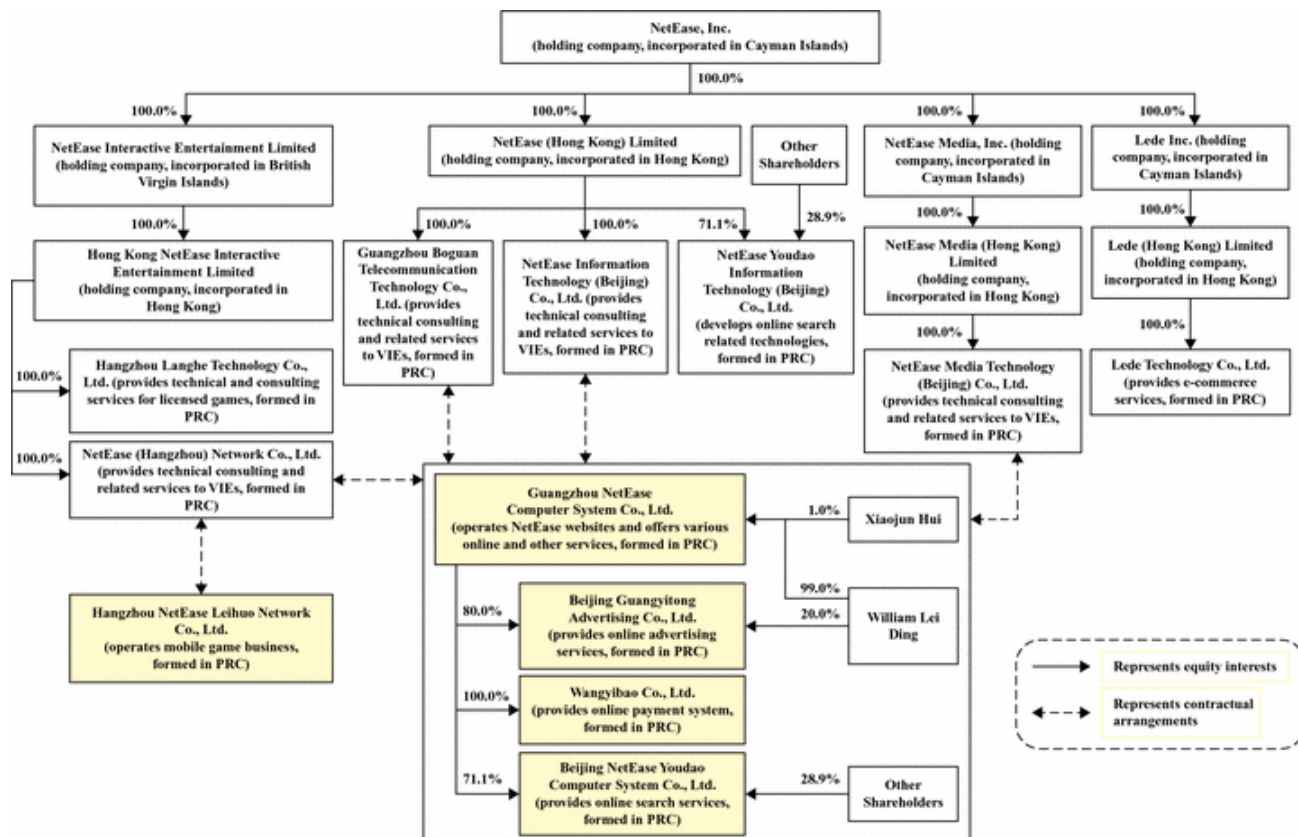 NetEase, Inc.
(holding company, incorporated in Cayman Islands)
100.0%
100.0%
100.0%
100.0%
100.0%
NetEase Interactive Entertainment Limited
(holding company, incorporated in British
Virgin Islands)
NetEase (Hong Kong) Limited
(holding company, incorporated in Hong Kong)
Other
Shareholders
NetEase Media, Inc. (holding
company, incorporated in
Cayman Islands)
Lede Inc. (holding
company, incorporated in
Cayman Islands)
100.0%
100.0%
100.0%
71.1%
28.9%
100.0%
100.0%
Hong Kong NetEase Interactive
Entertainment Limited
(holding company, incorporated in
Hong Kong)
Guangzhou Boguan
Telecommunication
Technology Co.,
Ltd. (provides
technical consulting
and related services
to VIEs, formed in
PRC)
NetEase Information
Technology (Beijing)
Co., Ltd. (provides
technical consulting
and related services to
VIEs, formed in PRC)
NetEase Youdao
Information
Technology (Beijing)
Co., Ltd.
(develops online search
related technologies,
formed in PRC)
NetEase Media (Hong Kong)
Limited
(holding company,
incorporated in Hong Kong)
Lede (Hong Kong) Limited
(holding company,
incorporated in Hong Kong)
100.0%
100.0%
100.0%
Hangzhou Langhe Technology Co.,
Ltd. (provides technical and consulting
services for licensed games, formed in
PRC)
NetEase Media Technology
(Beijing) Co., Ltd.
(provides technical consulting
and related services to VIEs,
formed in PRC)
Lede Technology Co., Ltd.
(provides e-commerce
services, formed in PRC)
100.0%
NetEase (Hangzhou) Network Co., Ltd.
(provides technical consulting and
related services to VIEs, formed in
PRC)
Guangzhou NetEase
Computer System Co., Ltd.
(operates NetEase websites and offers various
online and other services, formed in PRC)
1.0%
Xiaojun Hui
Hangzhou NetEase Leihuo Network
Co., Ltd.
(operates mobile game business,
formed in PRC)
80.0%
Beijing Guangyitong
Advertising Co., Ltd.
(provides online advertising
services, formed in PRC)
99.0%
20.0%
William Lei
Ding
100.0%
Wangyibao Co., Ltd.
(provides online payment system,
formed in PRC)
71.1%
Beijing NetEase Youdao
Computer System Co., Ltd.
(provides online search services,
formed in PRC)
28.9%
Other
Shareholders
Represents equity interests
Represents contractual
arrangements